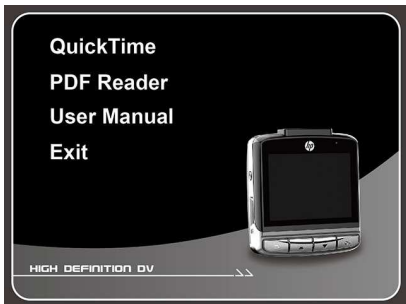 QuickTime
PDF Reader
User Manual
Exit
hp
HIGH DEFINITION DV